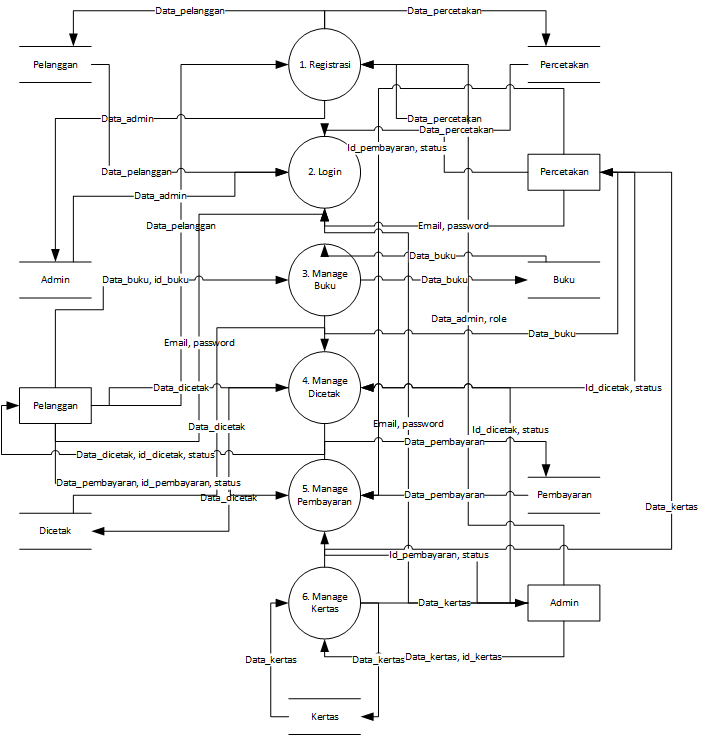 Data_pelanggan
Data_percetakan
Pelanggan
1. Registrasi
Percetakan
Data_admin
Data_percetakan
Data_percetakan
Id_pembayaran, status
Data_pelanggan
2. Login
Percetakan
Data_admin
Data_pelanggan
Email, password
Data_buku
Admin
Data_buku, id_buku
3. Manage
Buku
Data_buku
Buku
Data_admin, role
Data_buku
Email, password
Pelanggan
Data_dicetak
4. Manage
Dicetak
Id_dicetak, status
Data_dicetak
Email, password
Id_dicetak, status
Data_pembayaran
Data_dicetak, id_dicetak, status
Data_pembayaran, id_pembayaran, status
Data_dicetak
5. Manage
Pembayaran
Data_pembayaran
Pembayaran
Data_kertas
Dicetak
Id_pembayaran, status
6. Manage
Kertas
Data_kertas
Admin
Data_kertas
Data_kertas
Data_kertas, id_kertas
Kertas